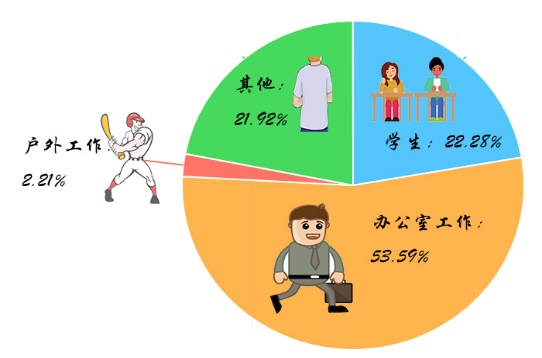 其他：
21.92%
学生：22.28%
户外工作：
2.21%
办公室工作：
53.59%